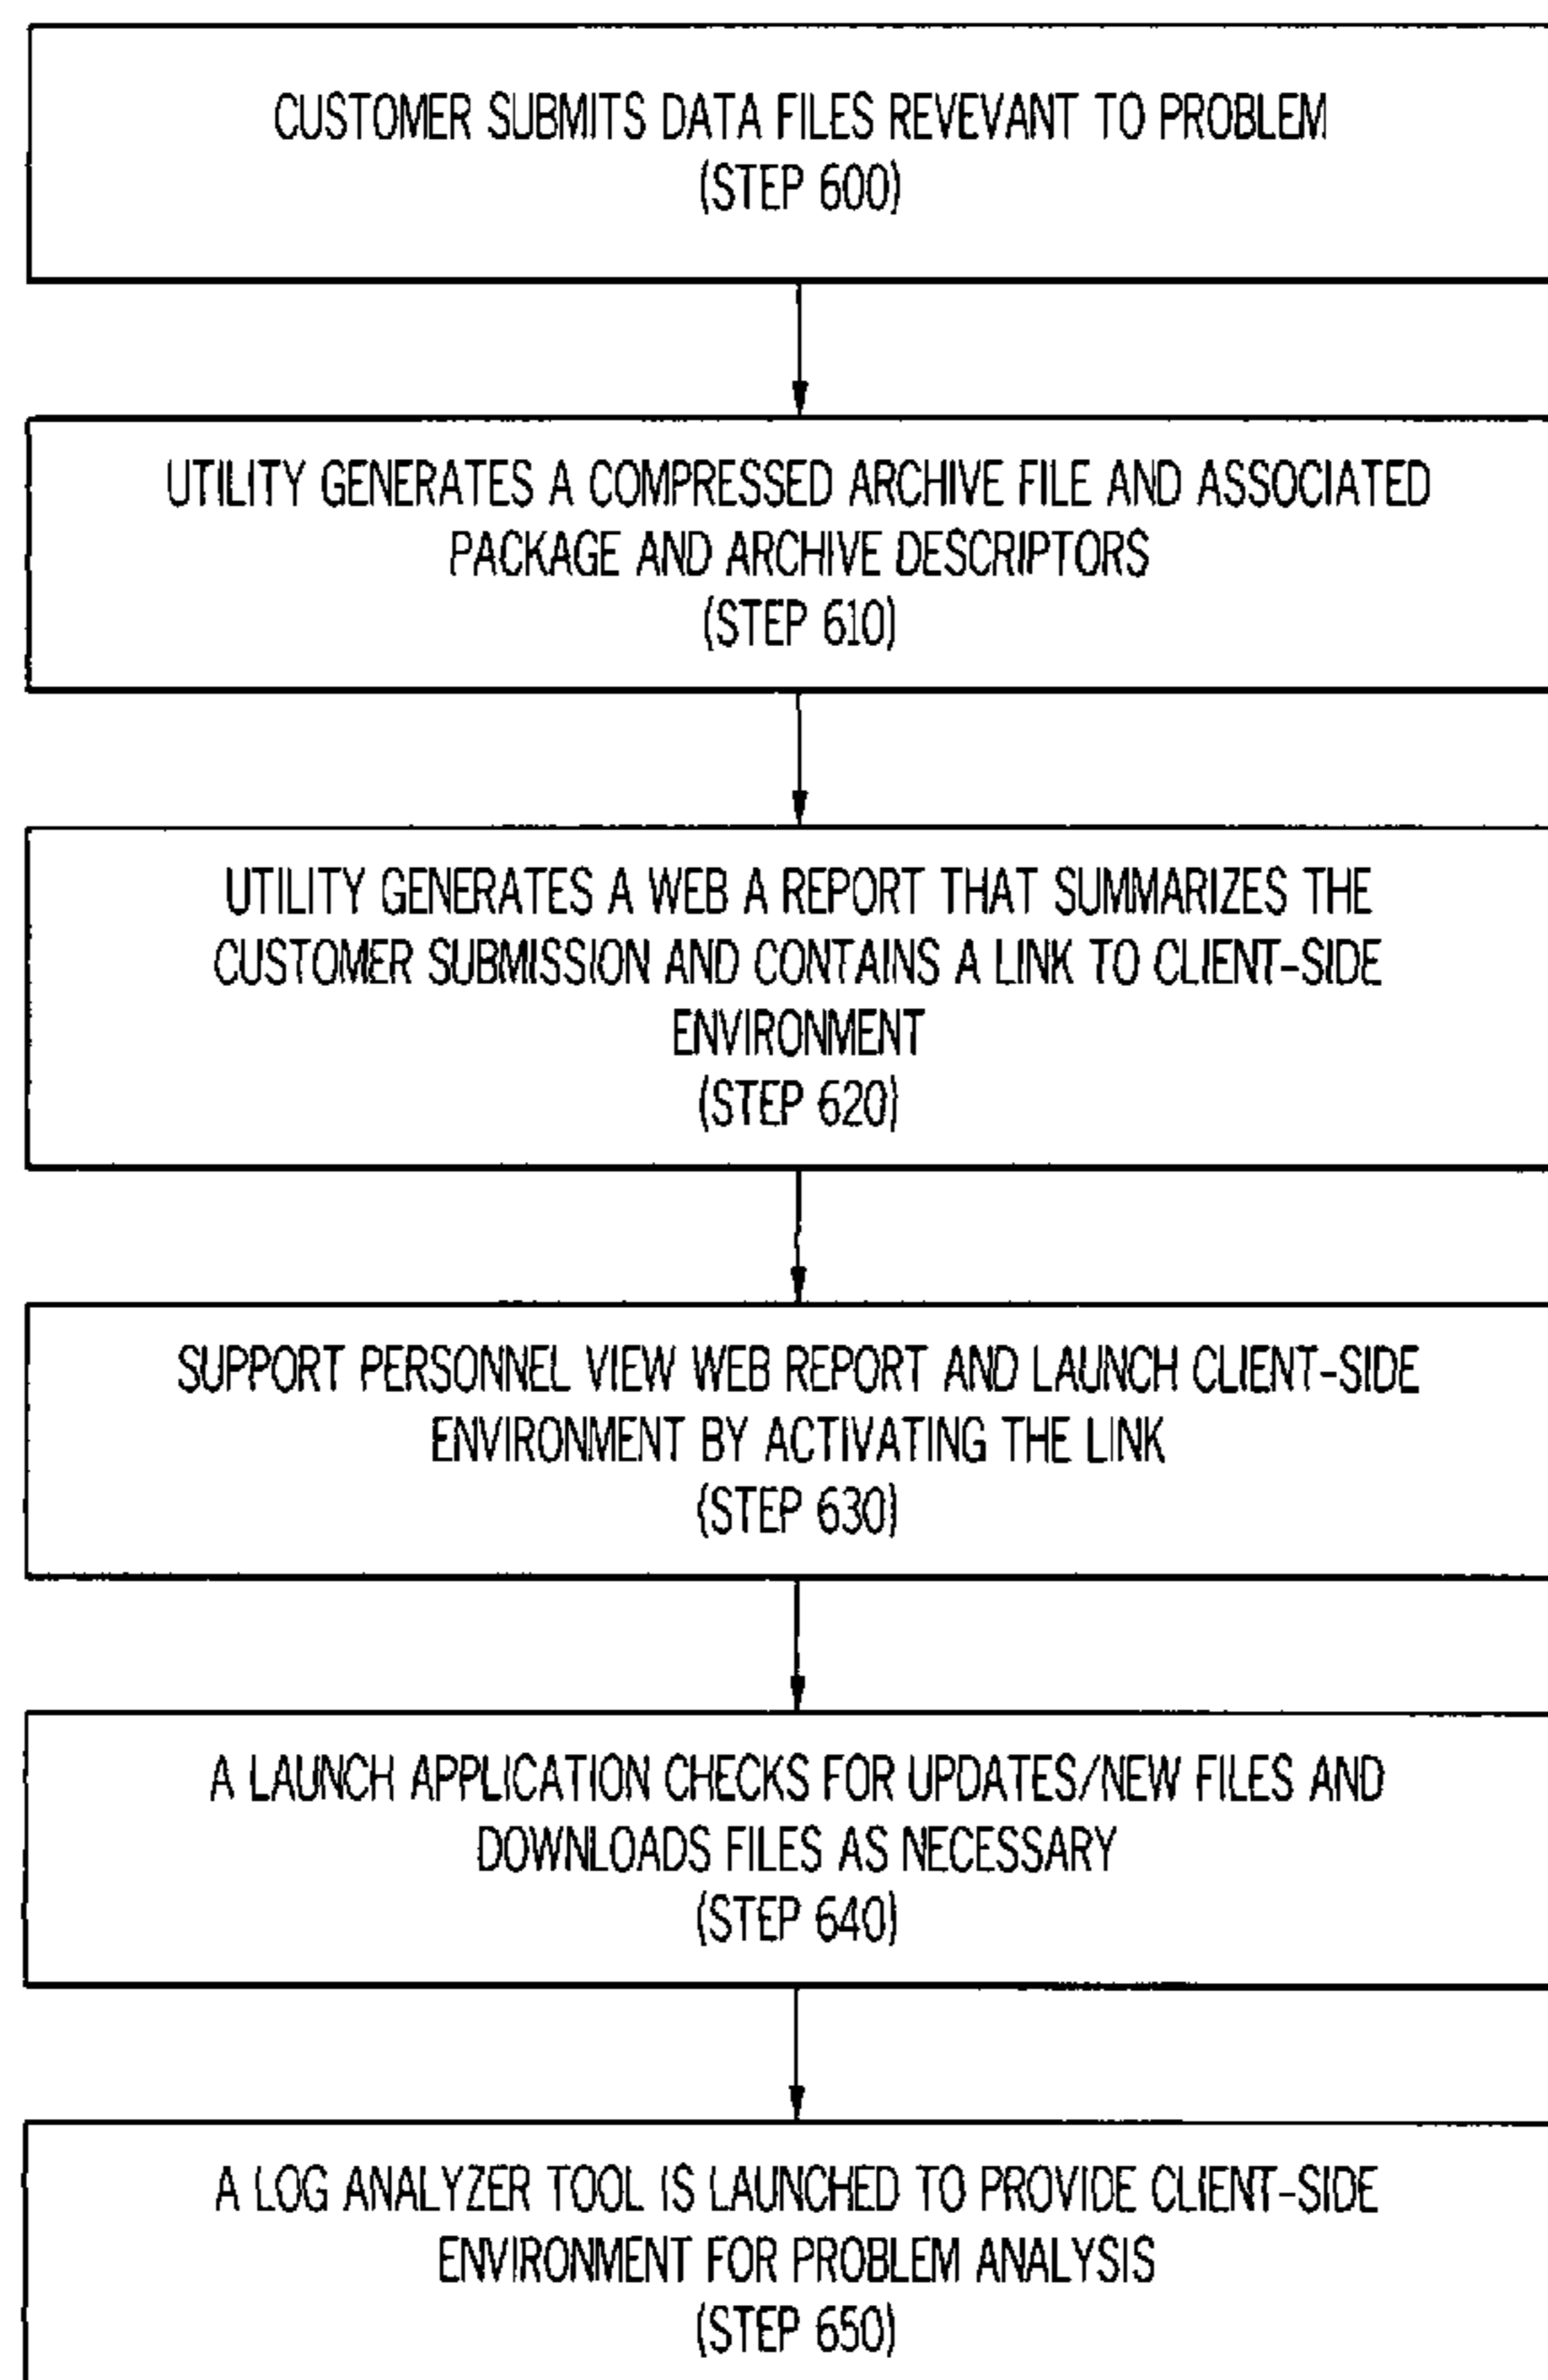 CUSTOMER SUBMITS DATA FILES REVEVANT TO PROBLEM
(STEP 600)
UTILITY GENERATES A COMPRESSED ARCHIVE FILE AND ASSOCIATED
PACKAGE AND ARCHIVE DESCRIPTORS
(STEP 610)
UTILITY GENERATES A WEB A REPORT THAT SUMMARIZES THE
CUSTOMER SUBMISSION AND CONTAINS A LINK TO CLIENT-SIDE
ENVIRONMENT
(STEP 620)
SUPPORT PERSONNEL VIEW WEB REPORT AND LAUNCH CLIENT-SIDE
ENVIRONMENT BY ACTIVATING THE LINK
(STEP 630)
A LAUNCH APPLICATION CHECKS FOR UPDATES/NEW FILES AND
DOWNLOADS FILES AS NECESSARY
(STEP 640)
A LOG ANALYZER TOOL IS LAUNCHED TO PROVIDE CLIENT-SIDE
ENVIRONMENT FOR PROBLEM ANALYSIS
(STEP 650)